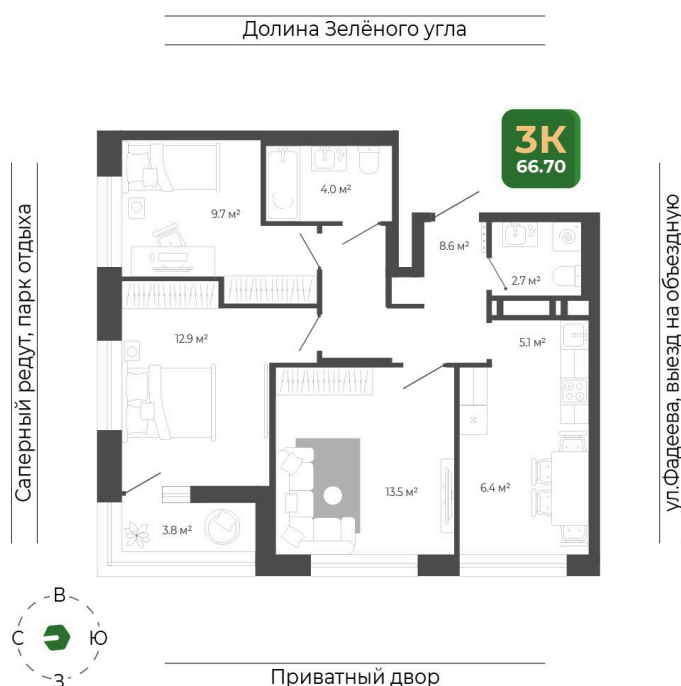 Долина Зелёного угла
3К
66.70
4.0 м²
9.7 м²
8.6 м²
2.7 м²
12.9 м²
5.1 м²
Саперный редут, парк отдыха
ул.Фадеева, выезд на объездную
13.5 м²
6.4 м²
3.8 м²
В
С
Ю
З
Приватный двор